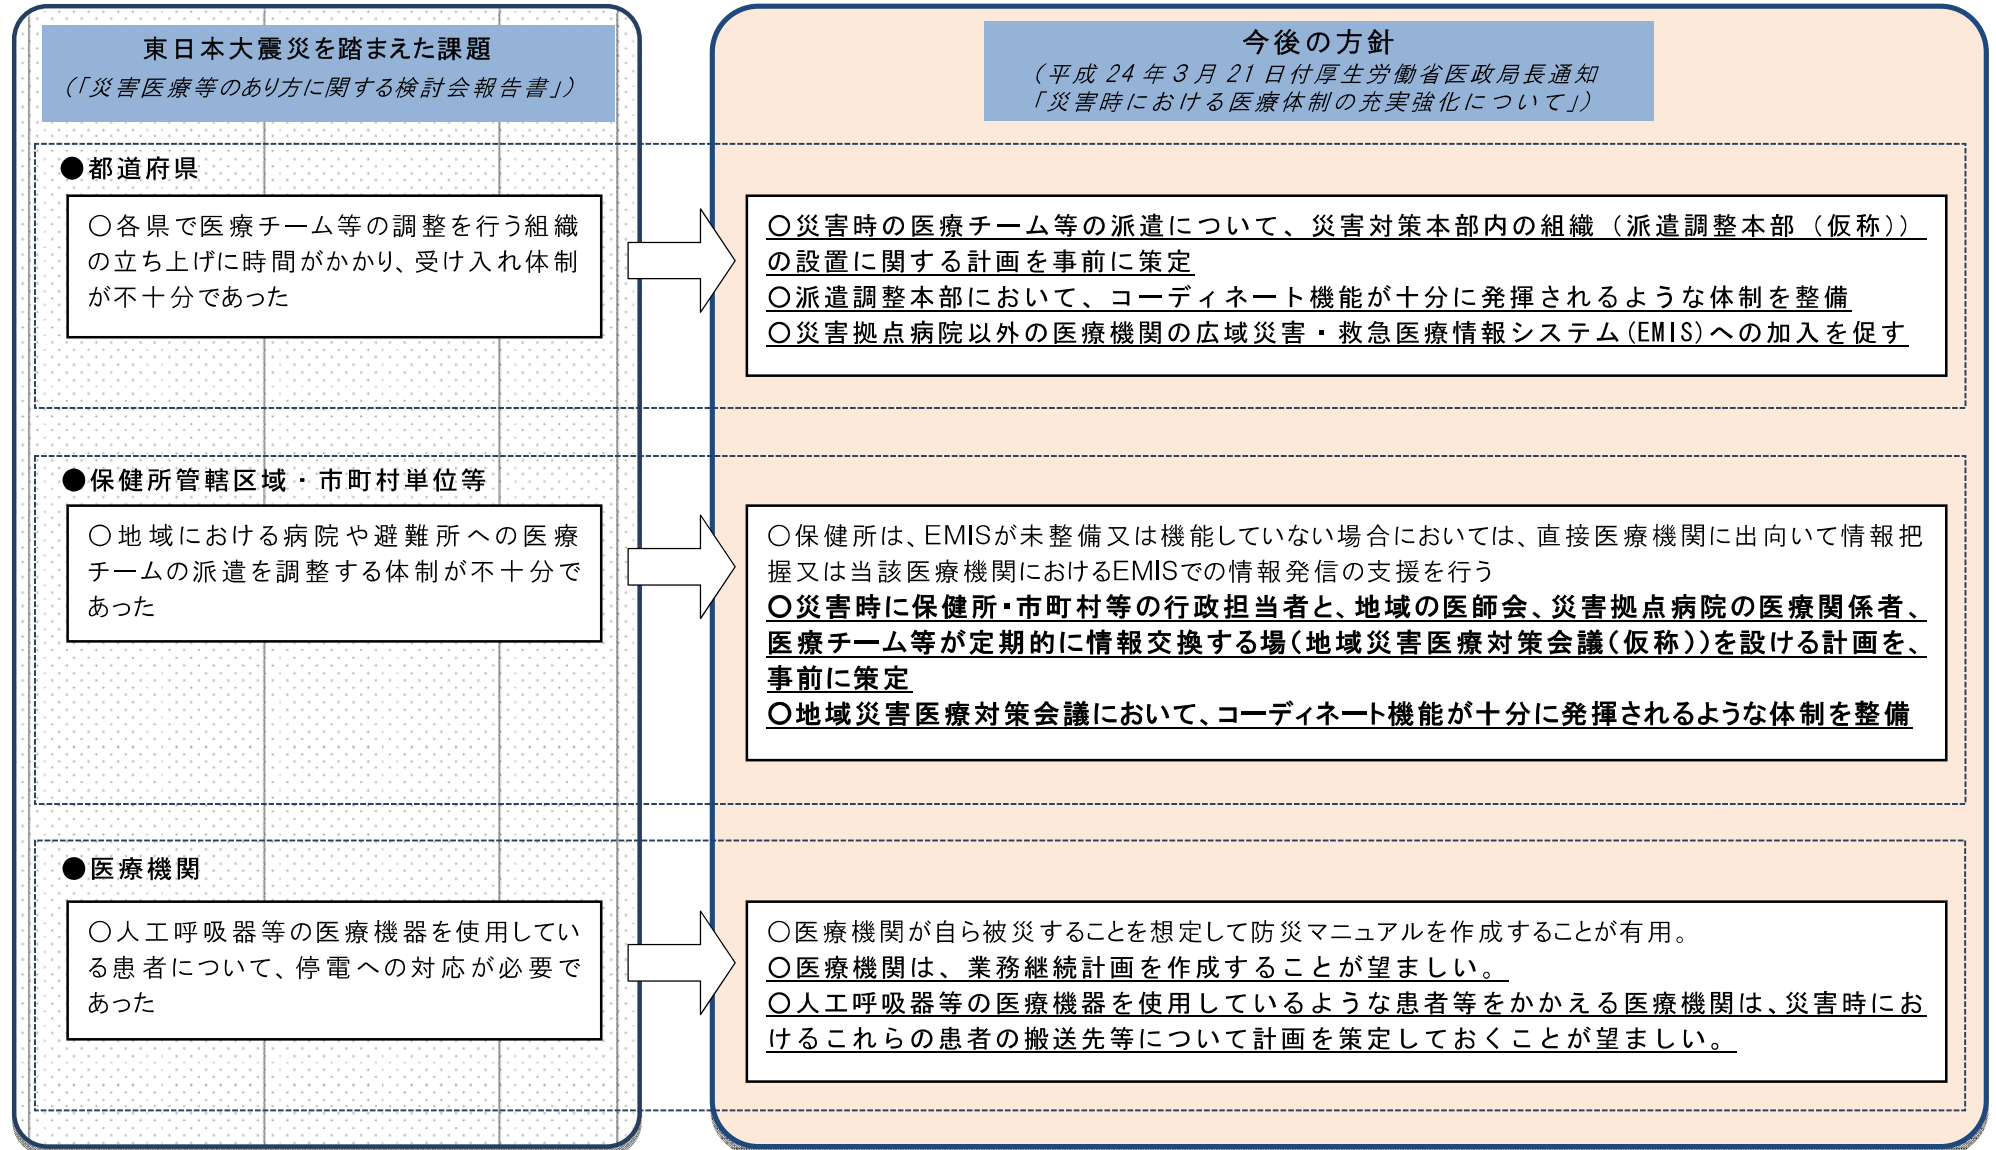 東日本大震災を踏まえた課題
(「災害医療等のあり方に関する検討会報告書」)
今後の方針
(平成24年3月21日付厚生労働省医政局長通知
「災害時における医療体制の充実強化について」)
●都道府県
○各県で医療チーム等の調整を行う組織
の立ち上げに時間がかかり、受け入れ体制
が不十分であった
○災害時の医療チーム等の派遣について、災害対策本部内の組織(派遣調整本部(仮称))
の設置に関する計画を事前に策定
○派遣調整本部において、コーディネート機能が十分に発揮されるような体制を整備
○災害拠点病院以外の医療機関の広域災害・救急医療情報システム(EMIS)への加入を促す
●保健所管轄区域・市町村単位等
○地域における病院や避難所への医療
チームの派遣を調整する体制が不十分で
あった
○保健所は、EMISが未整備又は機能していない場合においては、直接医療機関に出向いて情報把
握又は当該医療機関におけるEMISでの情報発信の支援を行う
○災害時に保健所・市町村等の行政担当者と、地域の医師会、災害拠点病院の医療関係者、
医療チーム等が定期的に情報交換する場(地域災害医療対策会議(仮称))を設ける計画を、
事前に策定
○地域災害医療対策会議において、コーディネート機能が十分に発揮されるような体制を整備
●医療機関
○人工呼吸器等の医療機器を使用してい
る患者について、停電への対応が必要で
あった
○医療機関が自ら被災することを想定して防災マニュアルを作成することが有用。
○医療機関は、業務継続計画を作成することが望ましい。
○人工呼吸器等の医療機器を使用しているような患者等をかかえる医療機関は、災害時にお
けるこれらの患者の搬送先等について計画を策定しておくことが望ましい。